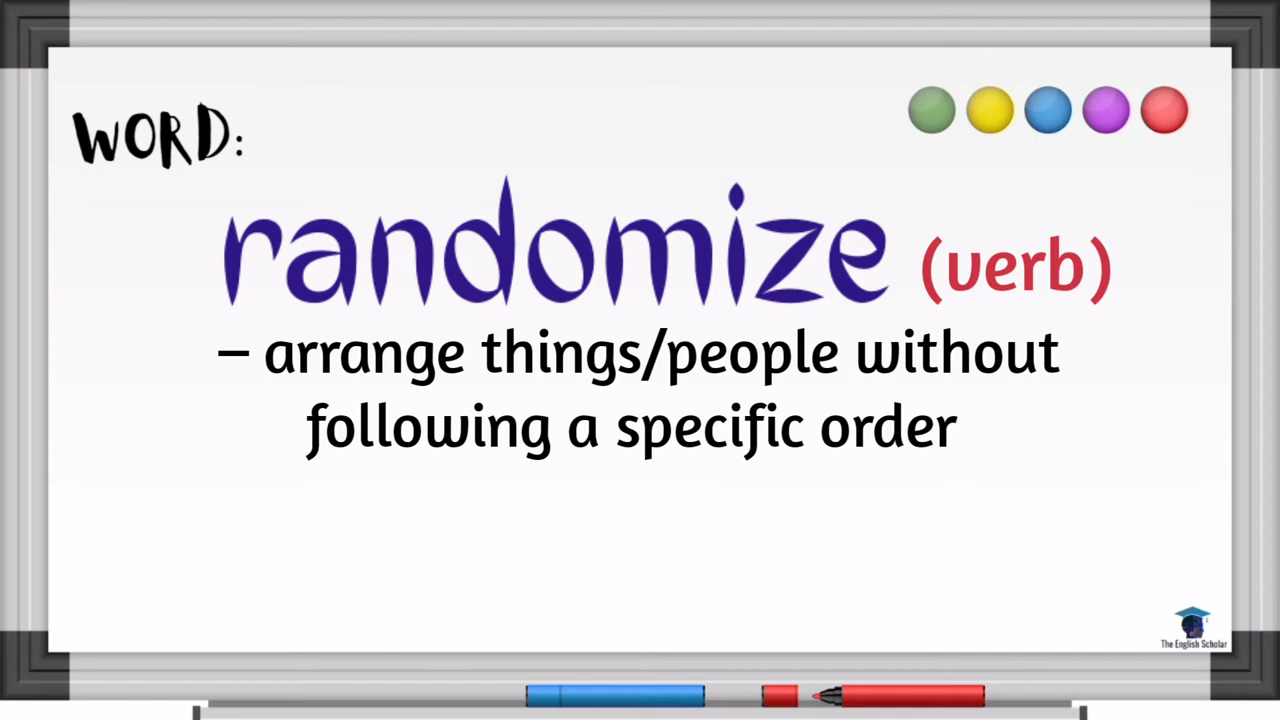 WORD:
randomize (verb)
– arrange things/people without
following a specific order
The English Scholar